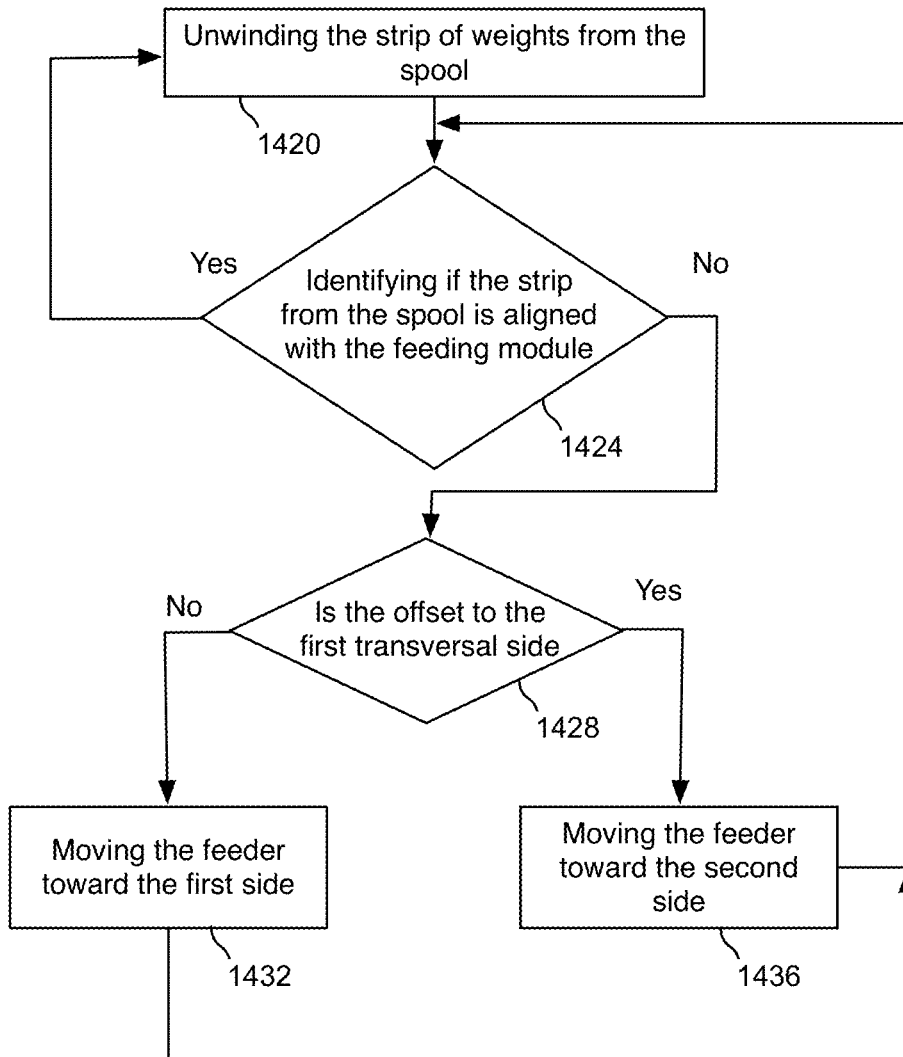 Unwinding the strip of weights from the
spool
1420
Yes
No
Identifying if the strip
from the spool is aligned
with the feeding module
1424
No
Yes
Is the offset to the
first transversal side
1428
Moving the feeder
toward the first side
1432
Moving the feeder
toward the second
side
1436